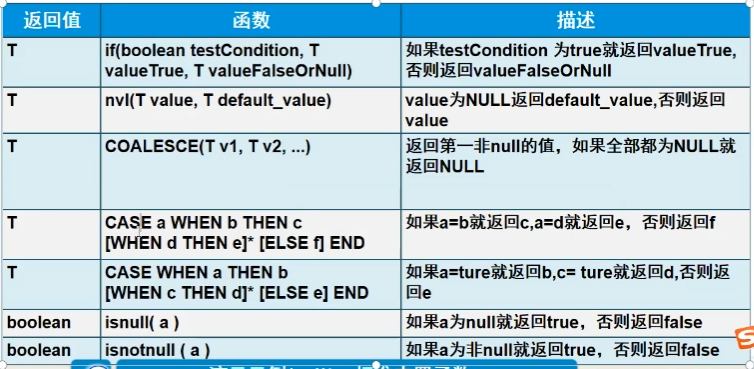 返回值 函数 描述
T if(boolean testCondition, T 如果testCondition 为true就返回valueTrue,
valueTrue, T valueFalseOrNull) 否则返回valueFalseOrNull
T nvl(T value, T default_value) value为NULL返回default_value,否则返回
value
T COALESCE(T v1, T v2, ...) 返回第一非null的值，如果全部都为NULL就
返回NULL
T CASE a WHEN b THEN c 如果a=b就返回c,a=d就返回e，否则返回f
[WHEN d THEN e]* [ELSE f] END
T CASE WHEN a THEN b 如果a=ture就返回b,c= ture就返回d,否则返
[WHEN c THEN d]* [ELSE e] END 回e
boolean isnull( a ) 如果a为null就返回true，否则返回false
boolean isnotnull ( a ) 如果a为非null就返回true，否则返回false